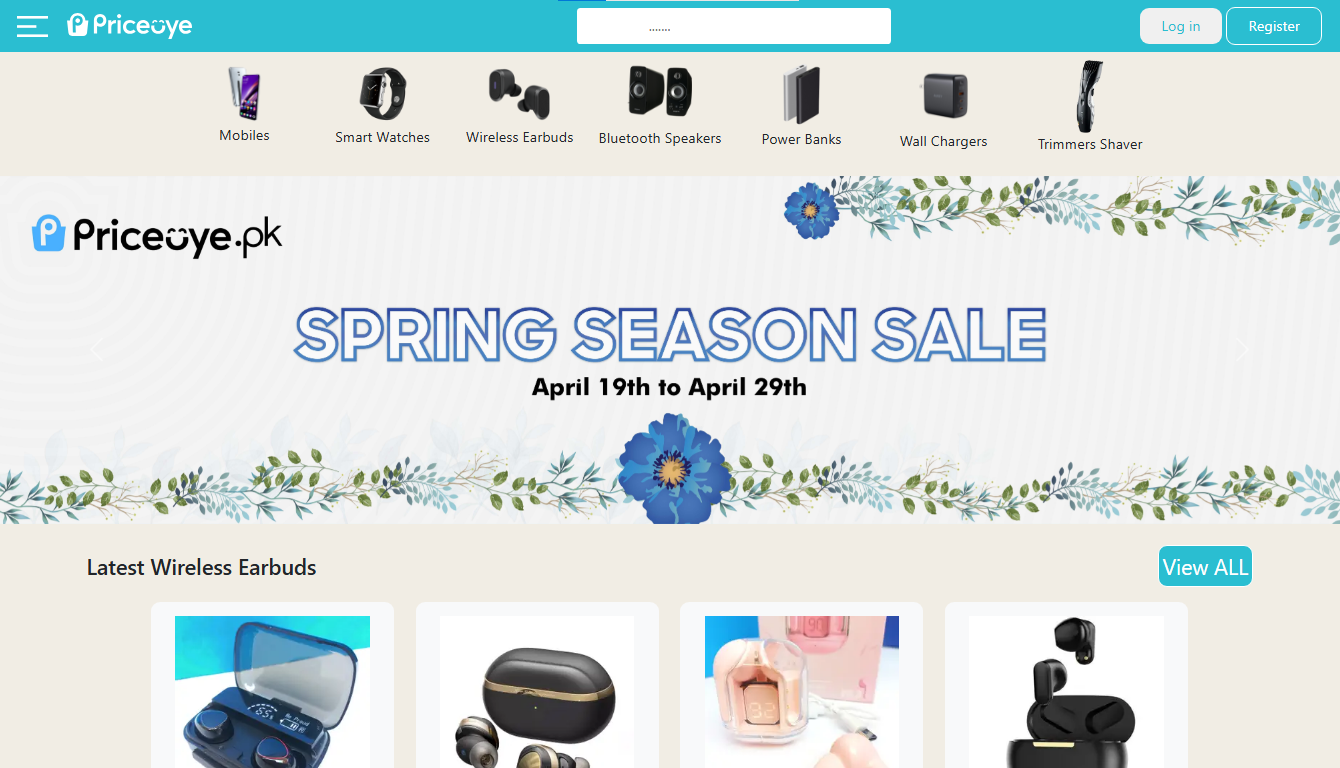 Priceoye
.......
Log in
Register
Mobiles
Smart Watches
Wireless Earbuds
Bluetooth Speakers
Power Banks
Wall Chargers
Trimmers Shaver
Priceoye.pk
SPRING SEASON SALE
April 19th to April 29th
Latest Wireless Earbuds
View ALL